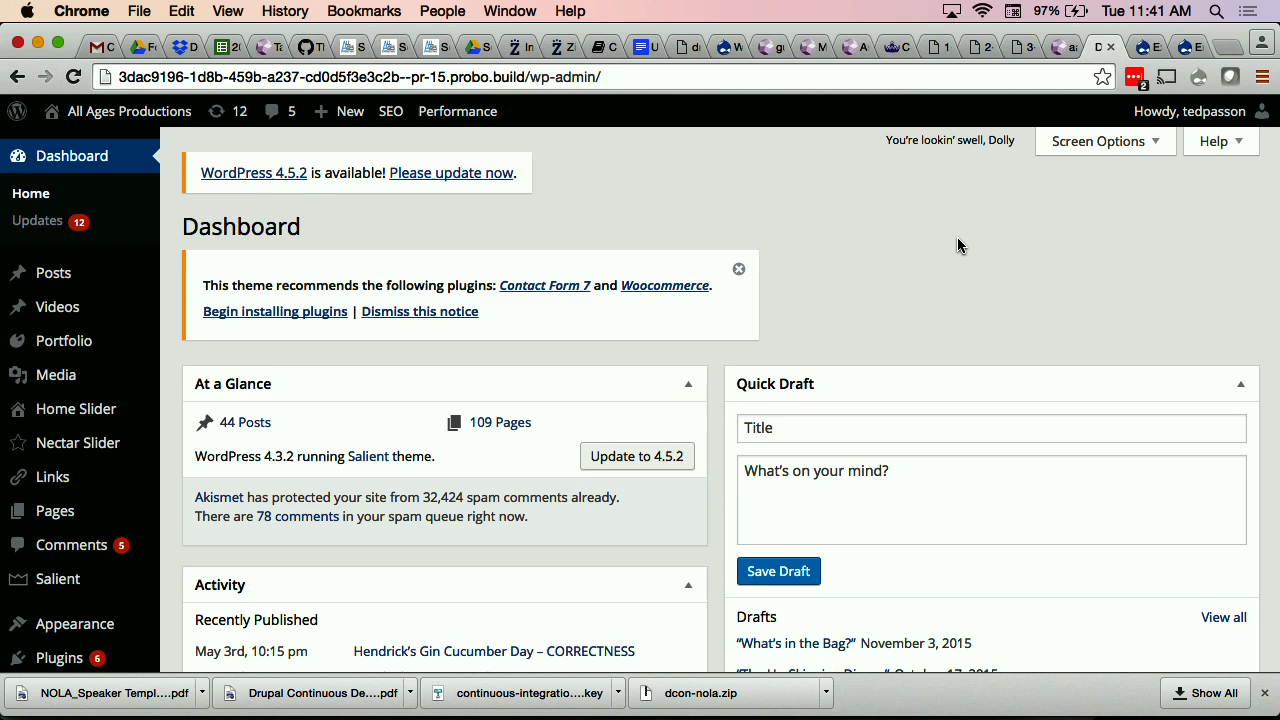 Chrome File Edit View History Bookmarks People Window Help 97% Tue 11:41 AM
3dac9196-1d8b-459b-a237-cd0d5f3e3c2b--pr-15.probo.build/wp-admin/
2
All Ages Productions 12 5 New SEO Performance Howdy, tedpasson
You're lookin' swell, Dolly Screen Options Help
Dashboard
Home
Updates 12
Posts
Videos
Portfolio
Media
Home Slider
Nectar Slider
Links
Pages
Comments 5
Salient
Appearance
Plugins 6
WordPress 4.5.2 is available! Please update now.
Dashboard
This theme recommends the following plugins: Contact Form 7 and Woocommerce.
Begin installing plugins | Dismiss this notice
At a Glance
44 Posts 109 Pages
WordPress 4.3.2 running Salient theme. Update to 4.5.2
Akismet has protected your site from 32,424 spam comments already.
There are 78 comments in your spam queue right now.
Activity
Recently Published
May 3rd, 10:15 pm Hendrick's Gin Cucumber Day – CORRECTNESS
Quick Draft
Title
What's on your mind?
Save Draft
Drafts View all
"What's in the Bag?" November 3, 2015
NOLA_Speaker Templ....pdf Drupal Continuous De....pdf continuous-integratio....key dcon-nola.zip Show All